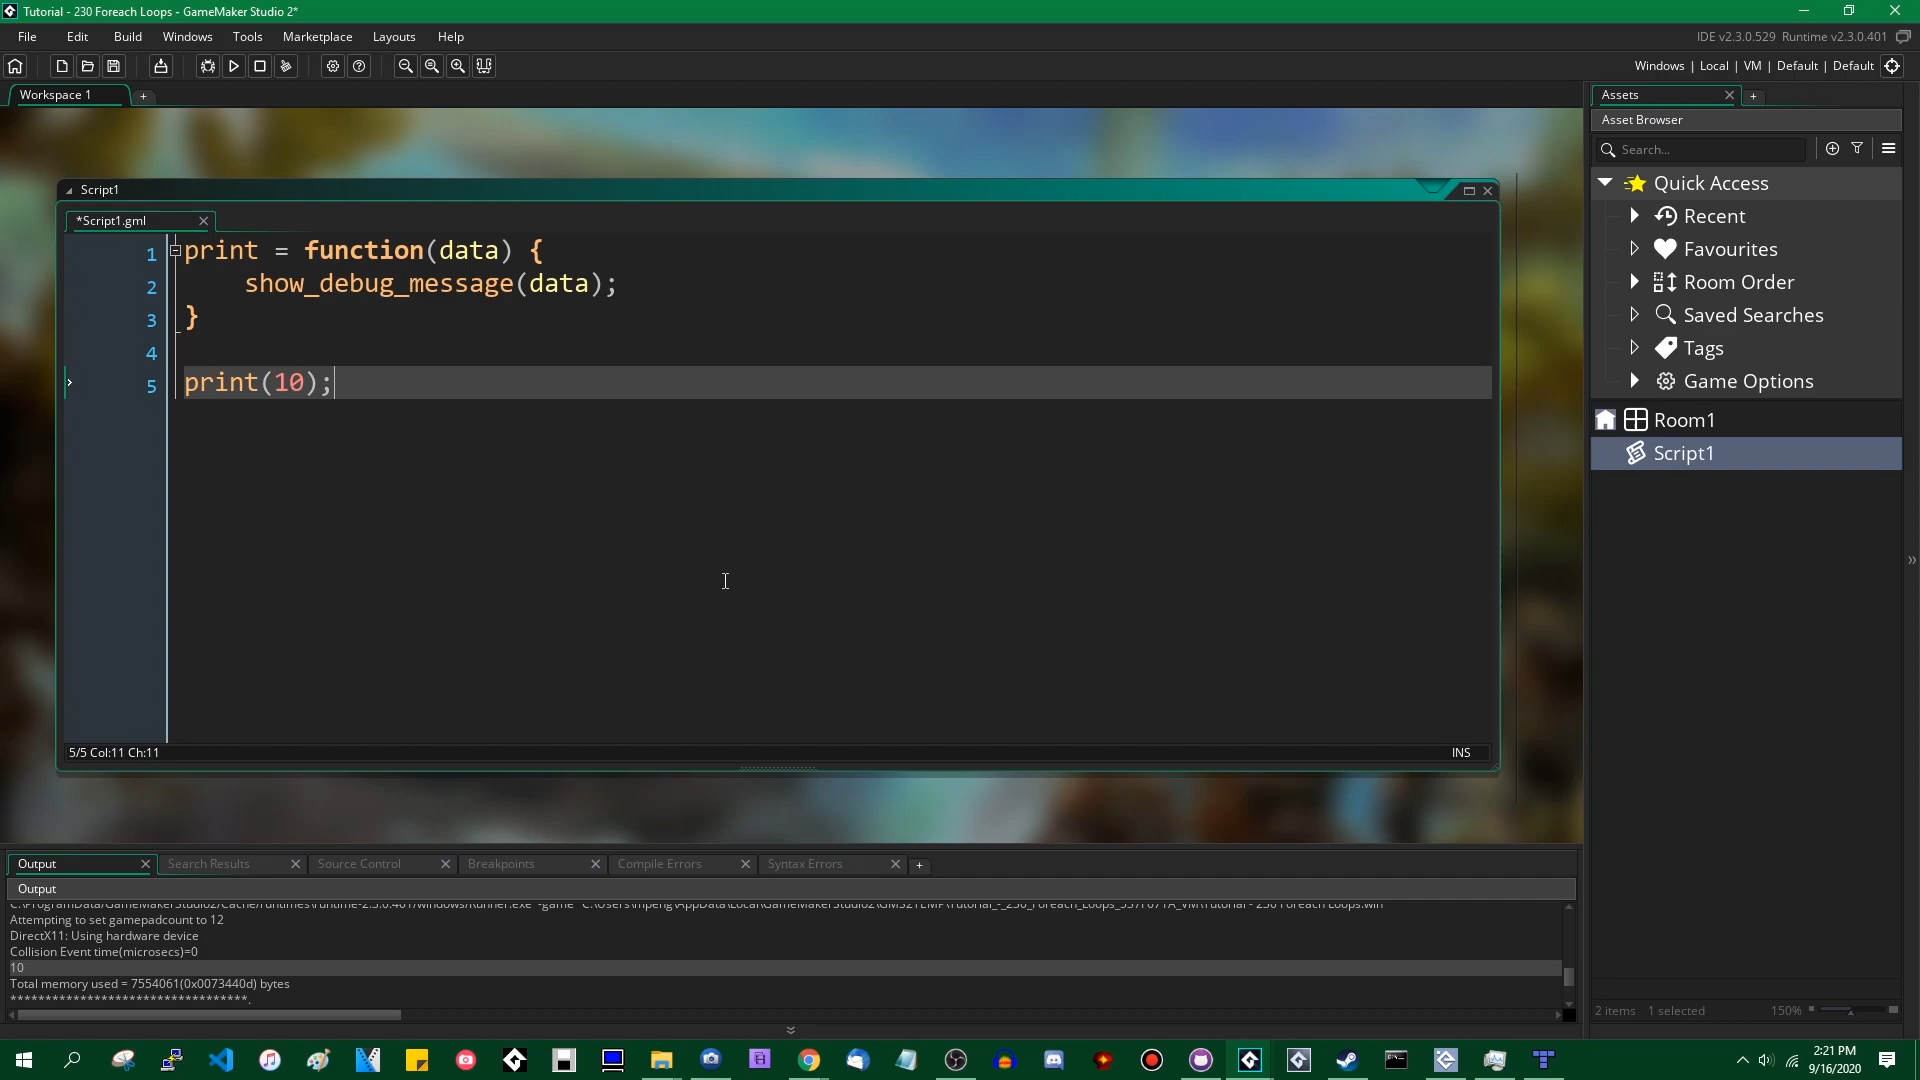 Tutorial - 230 Foreach Loops - GameMaker Studio 2*
File Edit Build Windows Tools Marketplace Layouts Help
IDE v2.3.0.529 Runtime v2.3.0.401
Windows | Local | VM | Default | Default
Workspace 1
Assets
Asset Browser
Search...
Quick Access
Recent
Favourites
Room Order
Saved Searches
Tags
Game Options
Room1
Script1
2 items 1 selected
150%
Script1
*Script1.gml
1 print = function(data) {
2 show_debug_message(data);
3 }
4
5 print(10);
5/5 Col:11 Ch:11
INS
Output Search Results Source Control Breakpoints Compile Errors Syntax Errors
Output
Attempting to set gamepadcount to 12
DirectX11: Using hardware device
Collision Event time(microsecs)=0
10
Total memory used = 7554061(0x0073440d) bytes
**********************************.
2:21 PM
9/16/2020